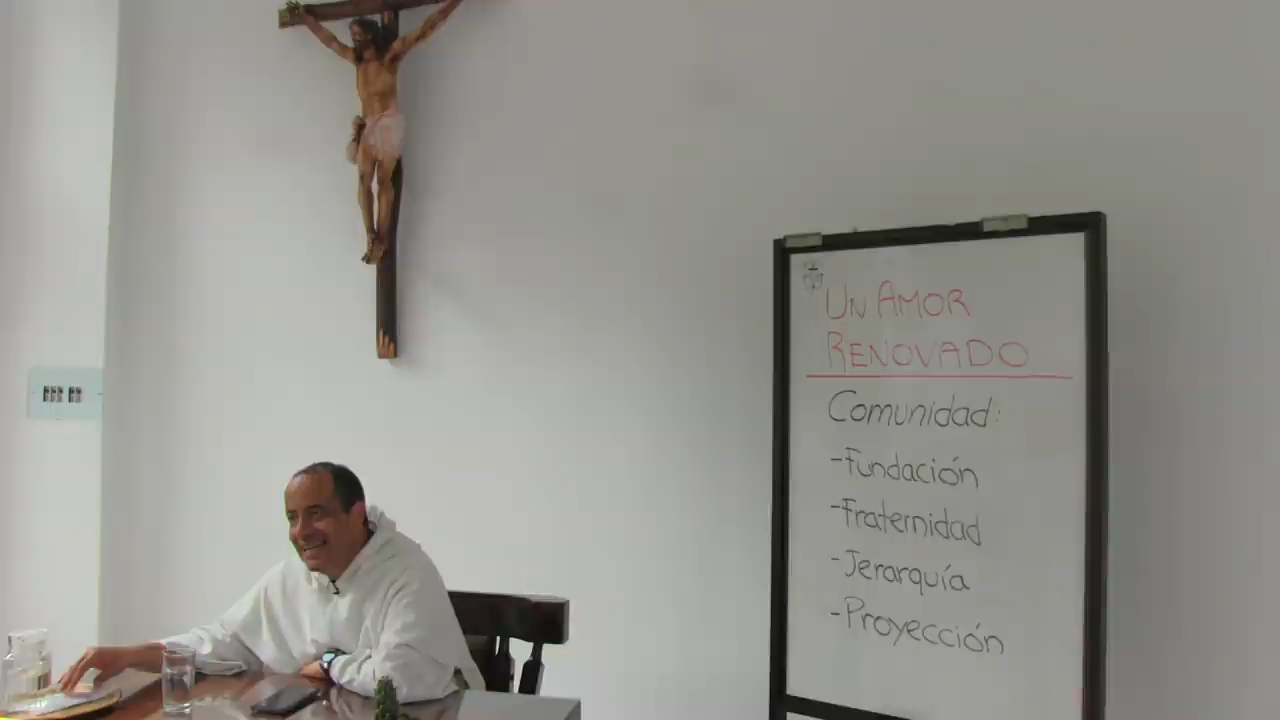 UN AMOR
RENOVADO
Comunidad:
-Fundación
-Fraternidad
-Jerarquía
-Proyección